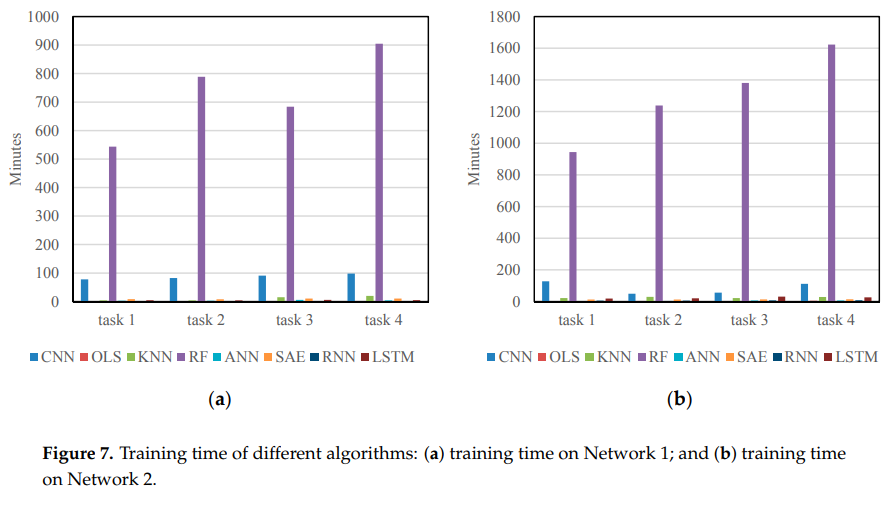 1000
900
800
700
600
500
400
300
200
100
0
Minutes
task 1 task 2 task 3 task 4
CNN OLS KNN RF ANN SAE RNN LSTM
(a)
1800
1600
1400
1200
1000
800
600
400
200
0
Minutes
task 1 task 2 task 3 task 4
CNN OLS KNN RF ANN SAE RNN LSTM
(b)
Figure 7. Training time of different algorithms: (a) training time on Network 1; and (b) training time
on Network 2.